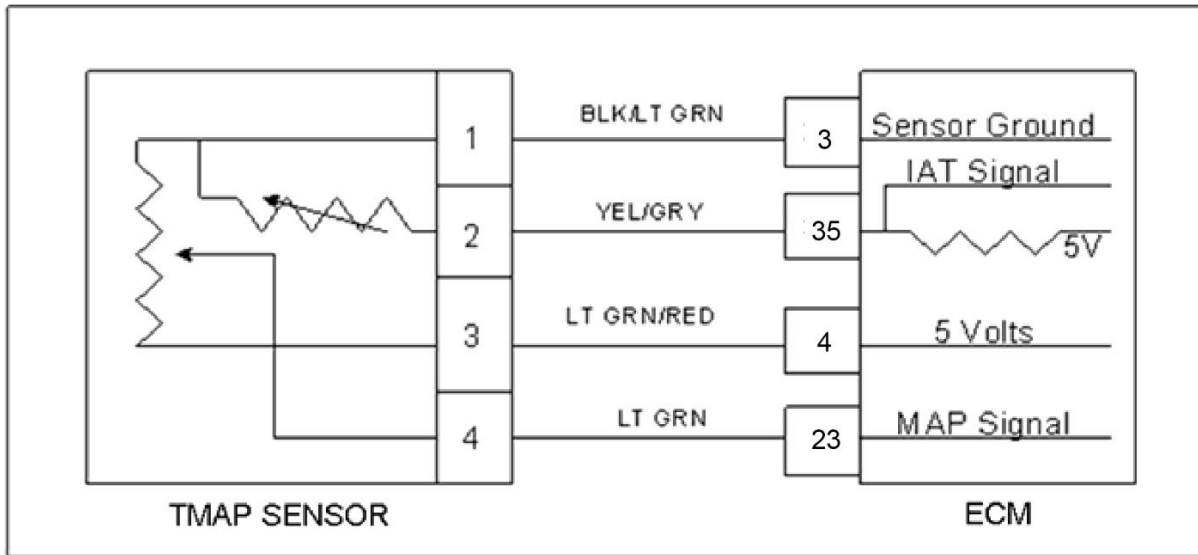 BLK/LT GRN
1
3
Sensor Ground
IAT Signal
YEL/GRY
2
35
5V
LT GRN/RED
3
4
5 Volts
LT GRN
4
23
MAP Signal
TMAP SENSOR
ECM